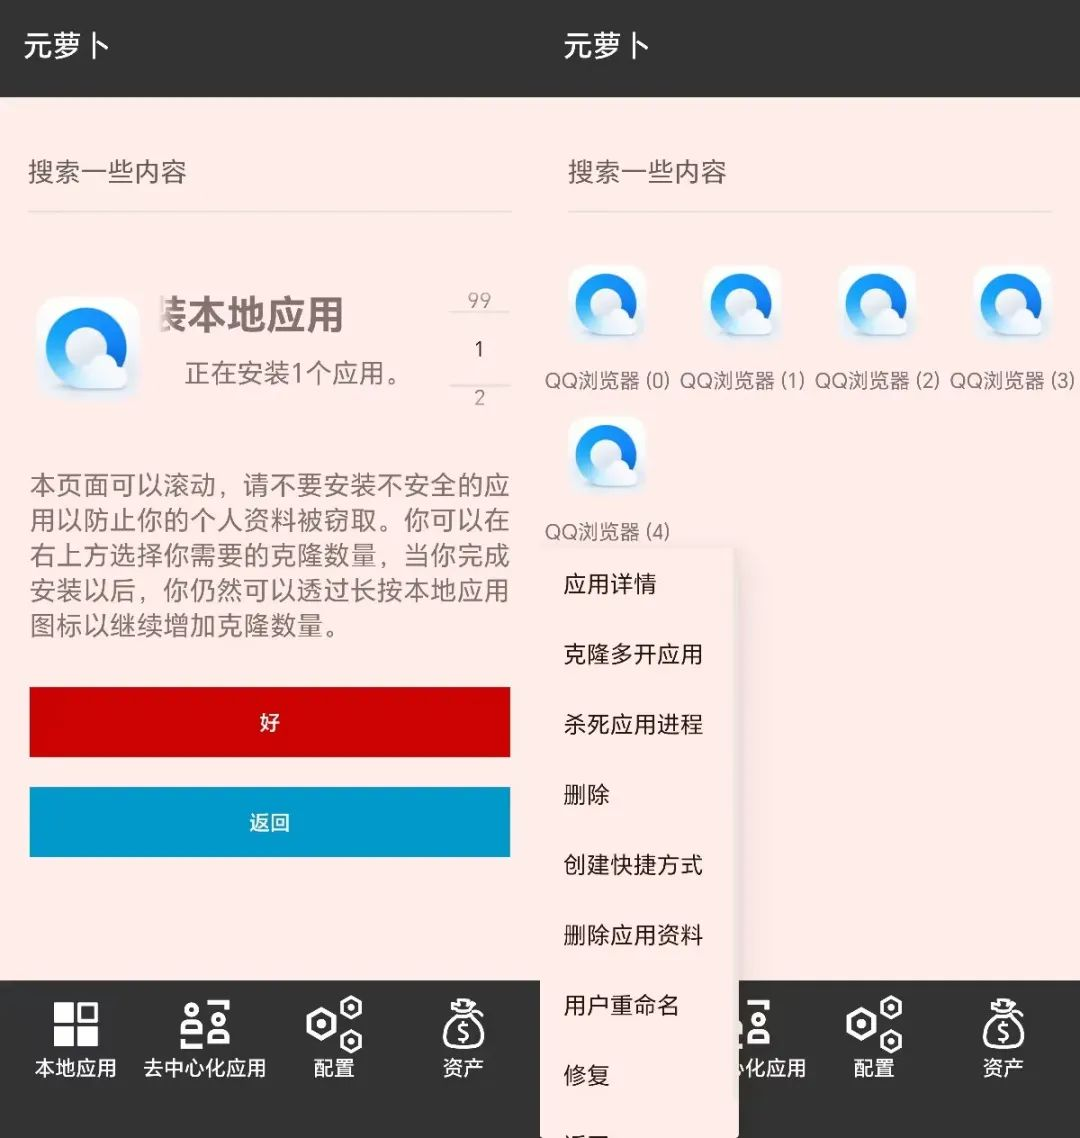 元萝卜
搜索一些内容
装本地应用
正在安装1个应用。
99
1
2
本页面可以滚动，请不要安装不安全的应
用以防止你的个人资料被窃取。你可以在
右上方选择你需要的克隆数量，当你完成
安装以后，你仍然可以透过长按本地应用
图标以继续增加克隆数量。
好
返回
本地应用 去中心化应用 配置 资产
元萝卜
搜索一些内容
QQ浏览器 (0) QQ浏览器 (1) QQ浏览器 (2) QQ浏览器 (3)
QQ浏览器 (4)
应用详情
克隆多开应用
杀死应用进程
删除
创建快捷方式
删除应用资料
用户重命名
修复
化应用 配置 资产